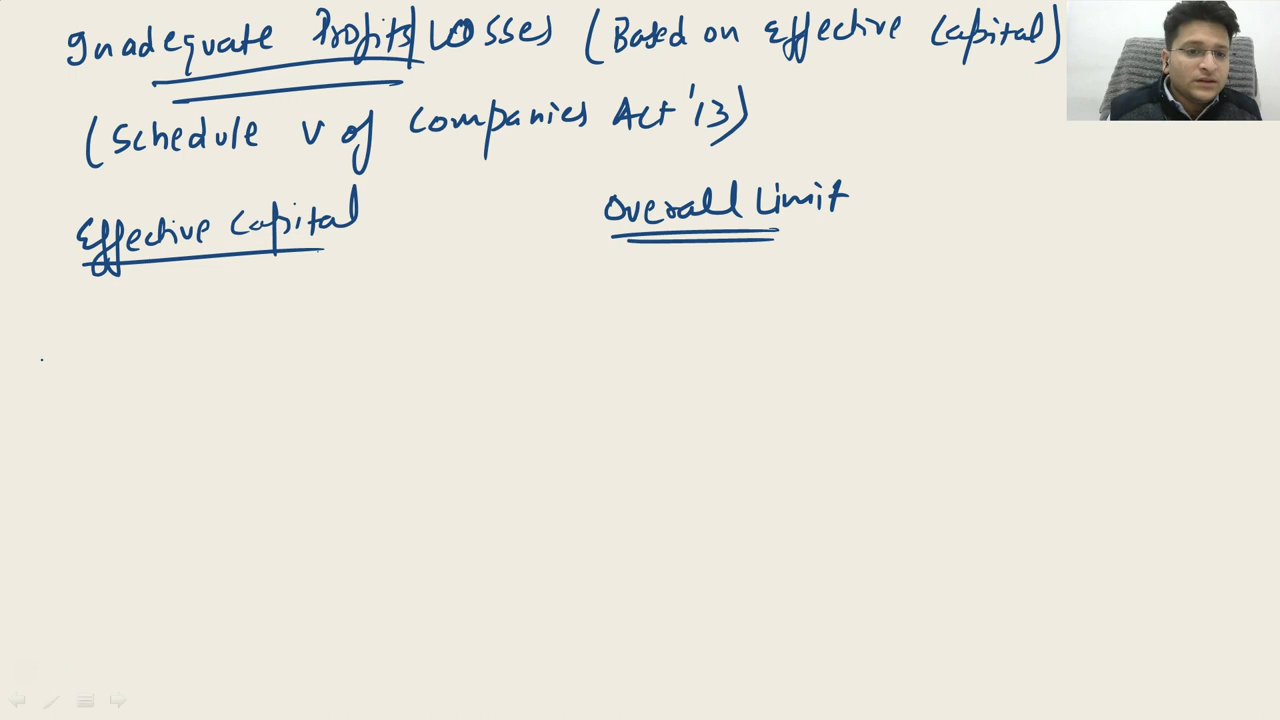 Inadequate Profits/Losses (Based on Effective Capital)
(Schedule V of Companies Act '13)
Effective Capital
Overall Limit